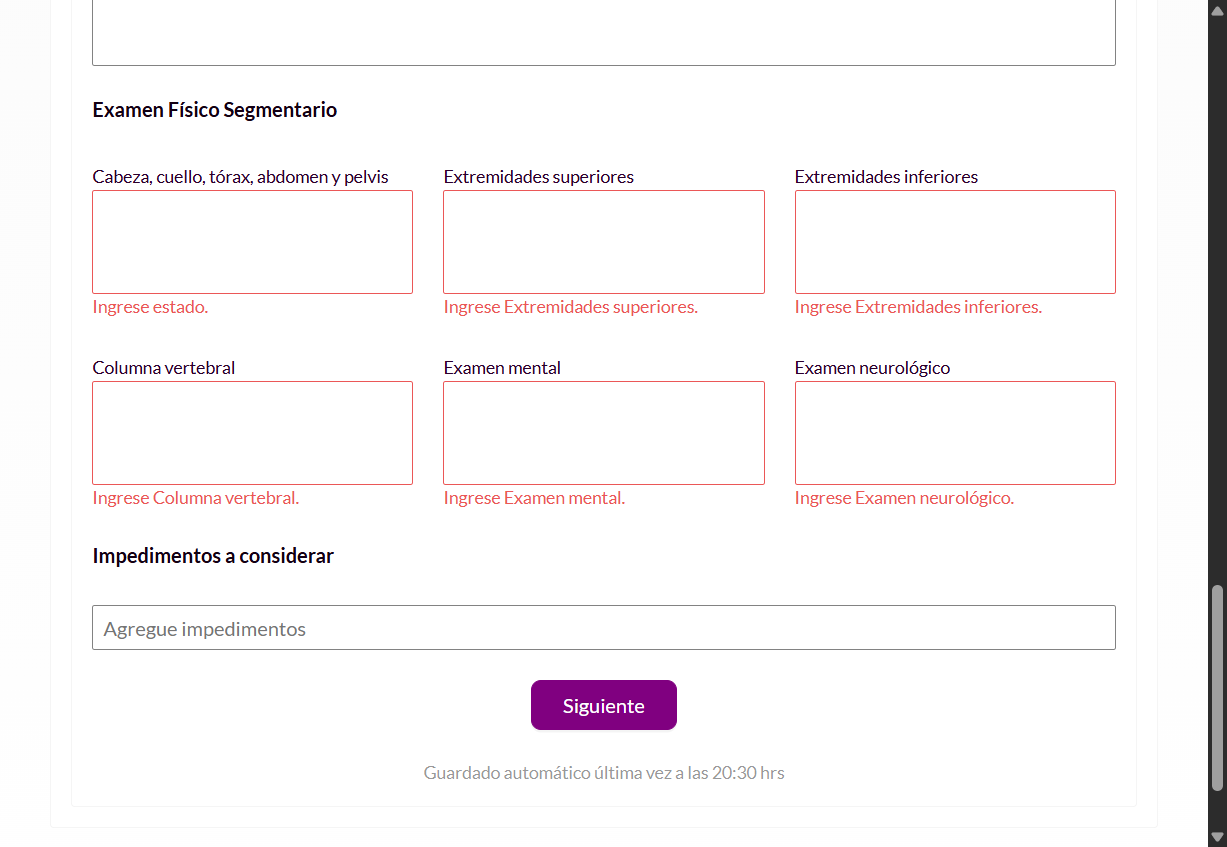 Examen Físico Segmentario
Cabeza, cuello, tórax, abdomen y pelvis
Extremidades superiores
Extremidades inferiores
Ingrese estado.
Ingrese Extremidades superiores.
Ingrese Extremidades inferiores.
Columna vertebral
Examen mental
Examen neurológico
Ingrese Columna vertebral.
Ingrese Examen mental.
Ingrese Examen neurológico.
Impedimentos a considerar
Agregue impedimentos
Siguiente
Guardado automático última vez a las 20:30 hrs